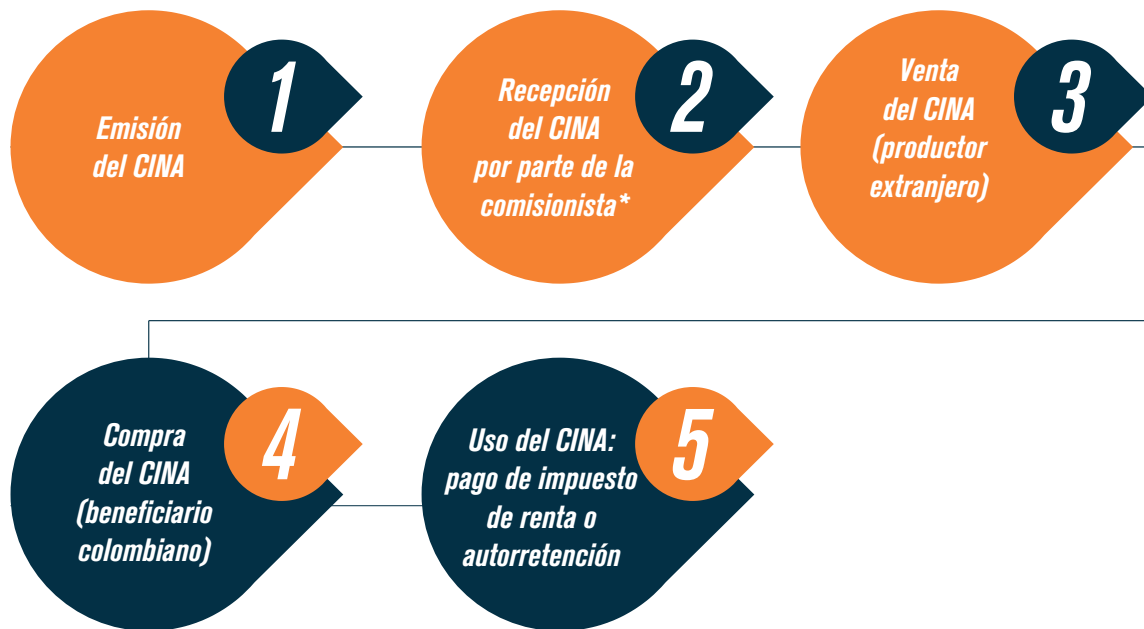 1
Emisión
del CINA
2
Recepción
del CINA
por parte de la
comisionista*
3
Venta
del CINA
(productor
extranjero)
4
Compra
del CINA
(beneficiario
colombiano)
5
Uso del CINA:
pago de impuesto
de renta o
autorretención